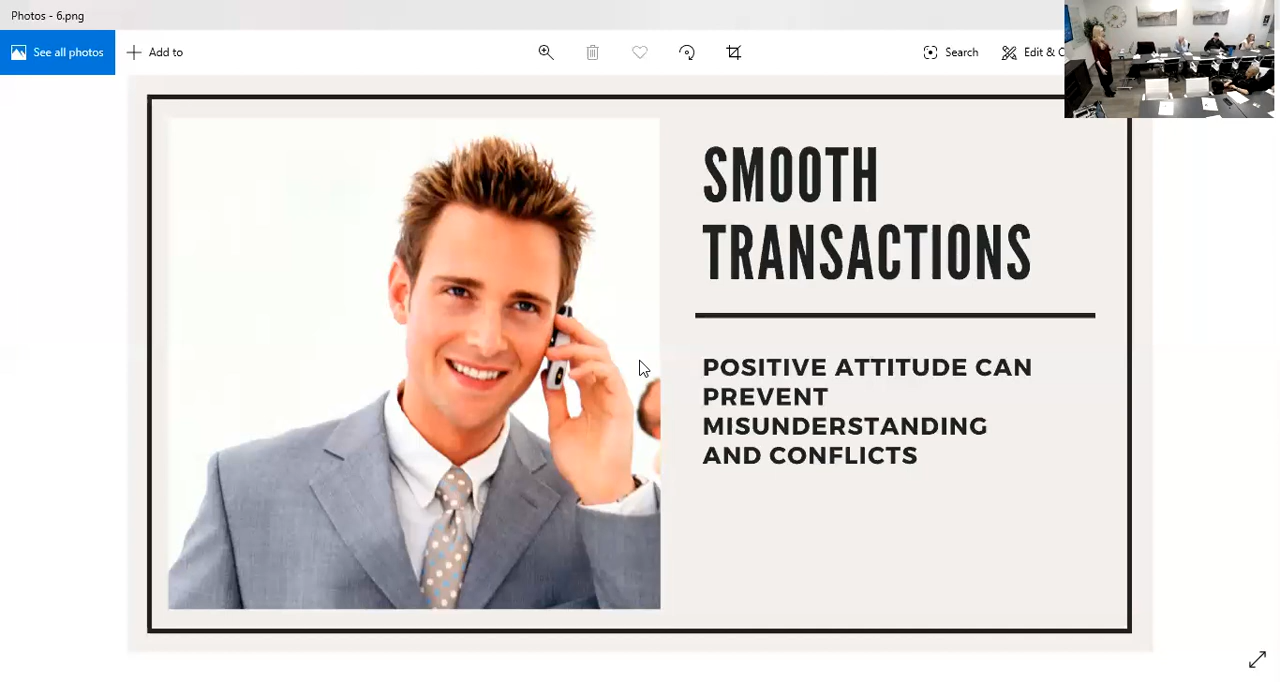 Photos - 6.png
See all photos
Add to
Search
Edit & C
SMOOTH
TRANSACTIONS
POSITIVE ATTITUDE CAN
PREVENT
MISUNDERSTANDING
AND CONFLICTS